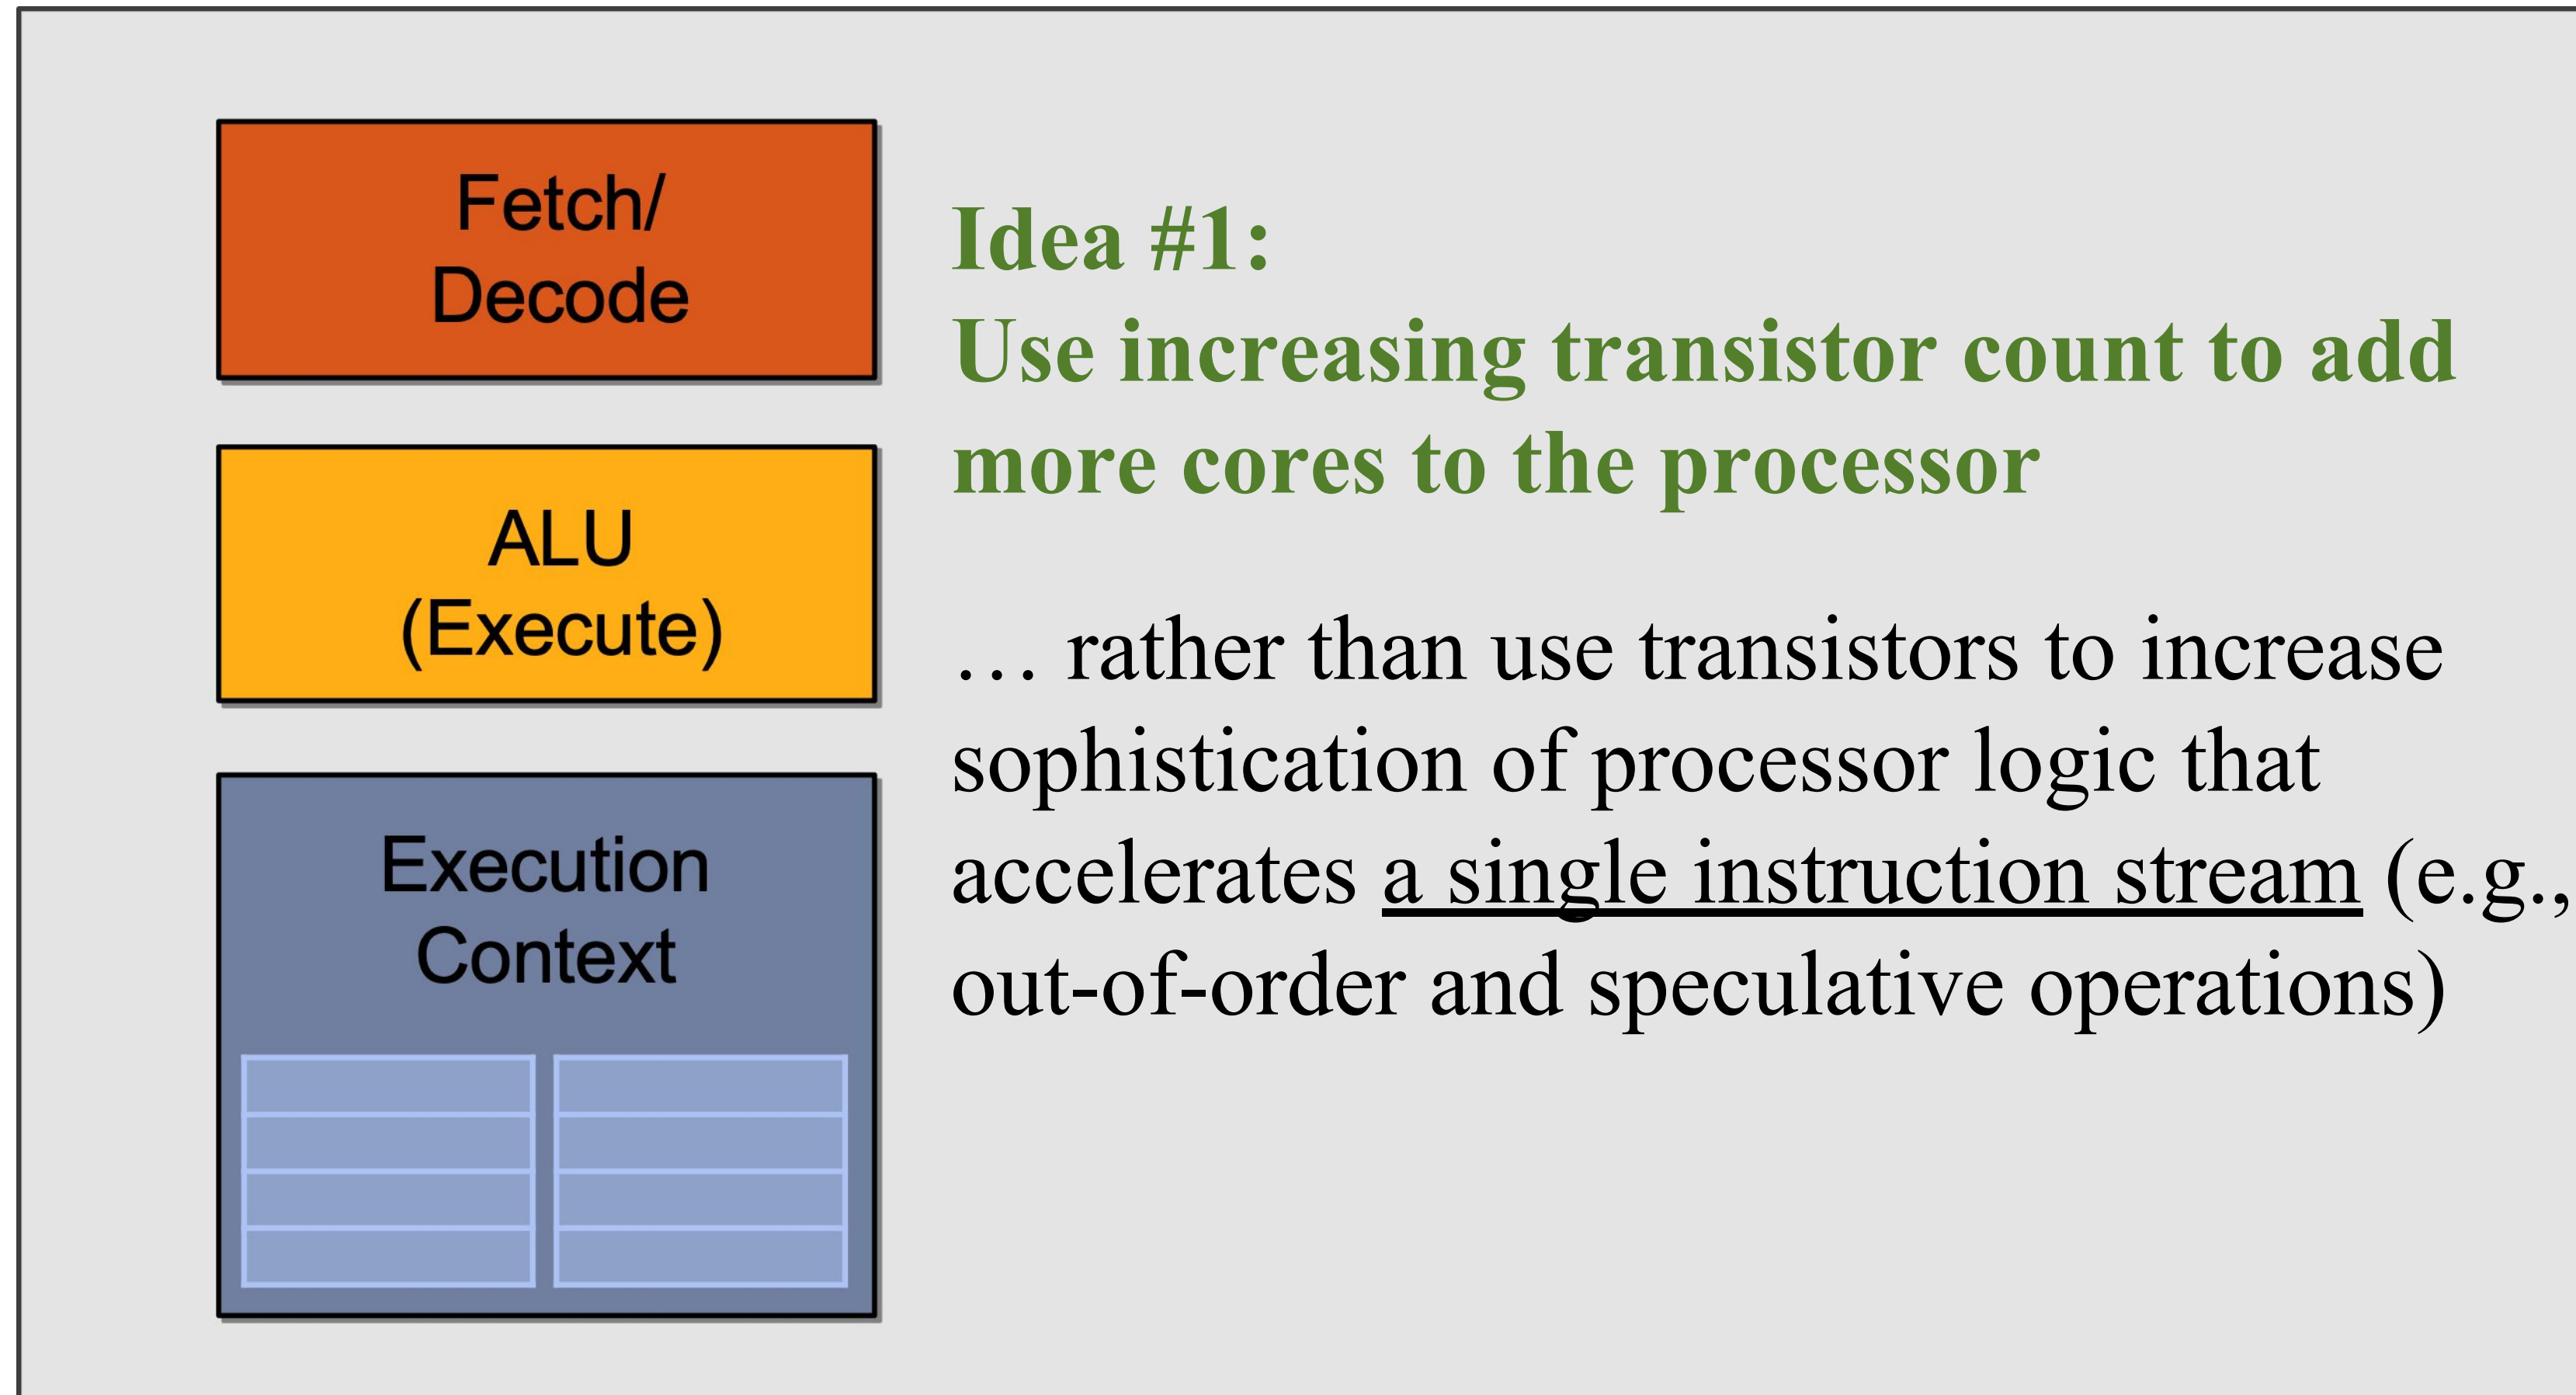 Fetch/
Decode
ALU
(Execute)
Execution
Context
Idea #1:
Use increasing transistor count to add
more cores to the processor
… rather than use transistors to increase
sophistication of processor logic that
accelerates a single instruction stream (e.g.,
out-of-order and speculative operations)